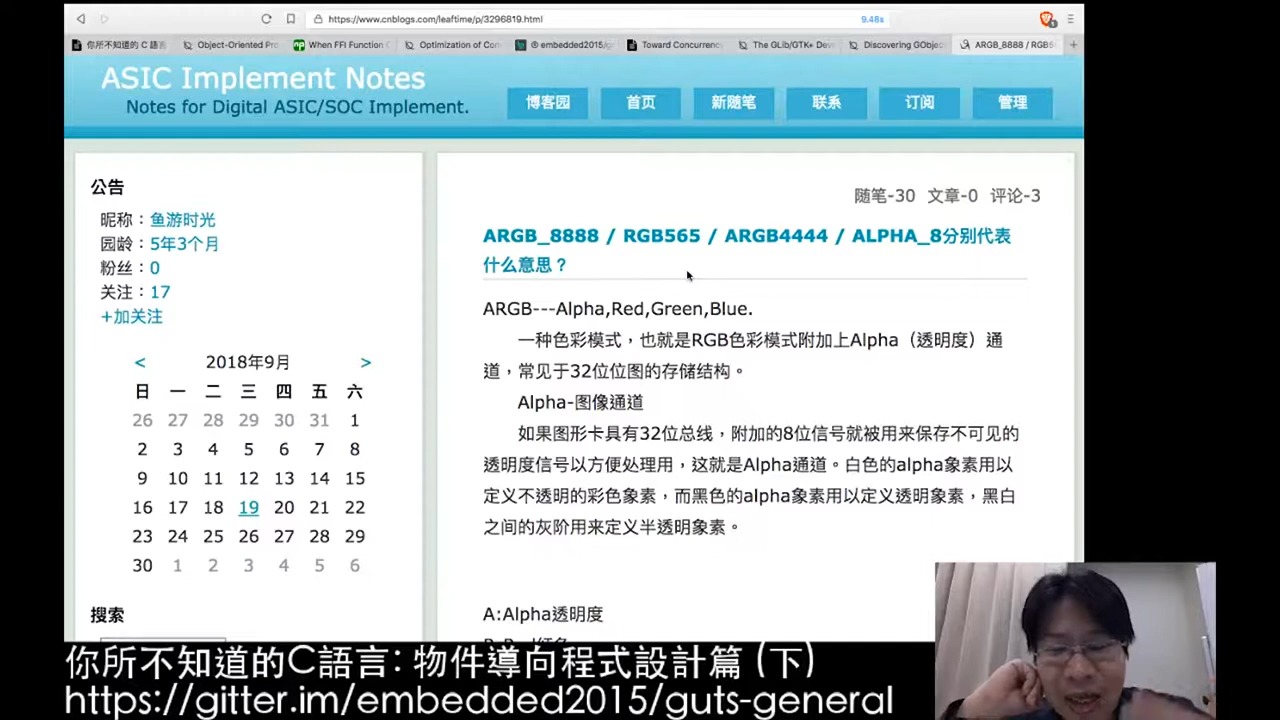 https://www.cnblogs.com/leaftime/p/3296819.html
9.48s
你所不知道的 C 語言
Object-Oriented Pro
When FFI Function C
Optimization of Com
embedded2015/g
Toward Concurrenc
The GLib/GTK+ Dev
Discovering GObjec
ARGB_8888 / RGB5
ASIC Implement Notes
Notes for Digital ASIC/SOC Implement.
博客园 首页 新随笔 联系 订阅 管理
公告
昵称：鱼游时光
园龄：5年3个月
粉丝：0
关注：17
+加关注
< 2018年9月 >
日 一 二 三 四 五 六
26 27 28 29 30 31 1
2 3 4 5 6 7 8
9 10 11 12 13 14 15
16 17 18 19 20 21 22
23 24 25 26 27 28 29
30 1 2 3 4 5 6
搜索
随笔-30 文章-0 评论-3
ARGB_8888 / RGB565 / ARGB4444 / ALPHA_8分别代表
什么意思？
ARGB---Alpha,Red,Green,Blue.
一种色彩模式，也就是RGB色彩模式附加上Alpha（透明度）通
道，常见于32位位图的存储结构。
Alpha-图像通道
如果图形卡具有32位总线，附加的8位信号就被用来保存不可见的
透明度信号以方便处理用，这就是Alpha通道。白色的alpha象素用以
定义不透明的彩色象素，而黑色的alpha象素用以定义透明象素，黑白
之间的灰阶用来定义半透明象素。
A:Alpha透明度
你所不知道的C語言: 物件導向程式設計篇 (下)
https://gitter.im/embedded2015/guts-general